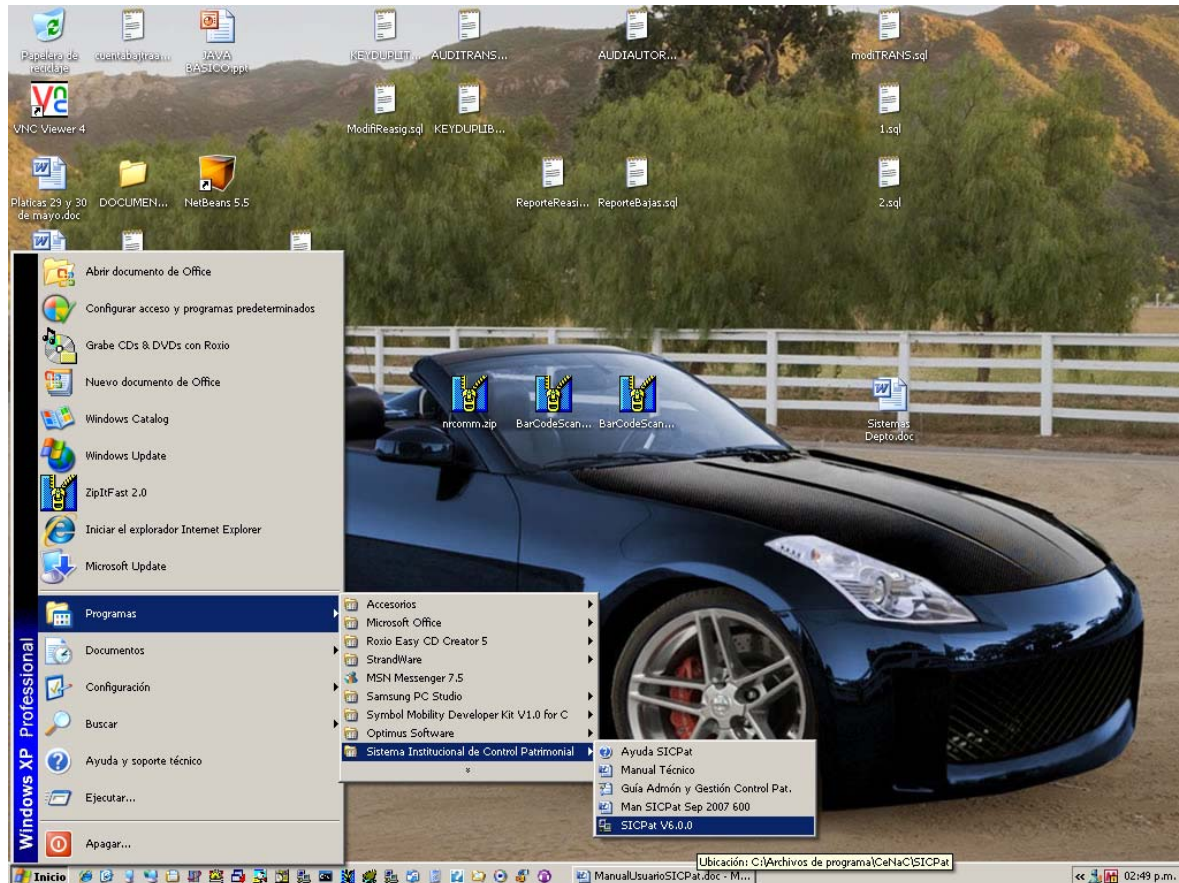 Papelera de
reciclaje
cuentabajtraa...
JAVA
BASICO.ppt
KEYDUPLIT...
AUDITRANS...
AUDIAUTOR...
modiTRANS.sql
VNC Viewer 4
ModifiReasig.sql
KEYDUPLIB...
1.sql
Platicas 29 y 30
de mayo.doc
DOCUMEN...
NetBeans 5.5
ReporteReasi...
ReporteBajas.sql
2.sql
nrcomm.zip
BarCodeScan...
BarCodeScan...
Sistemas
Depto.doc
Windows XP Professional
Abrir documento de Office
Configurar acceso y programas predeterminados
Grabe CDs & DVDs con Roxio
Nuevo documento de Office
Windows Catalog
Windows Update
ZipItFast 2.0
Iniciar el explorador Internet Explorer
Microsoft Update
Programas
Documentos
Configuración
Buscar
Ayuda y soporte técnico
Ejecutar...
Apagar...
Accesorios
Microsoft Office
Roxio Easy CD Creator 5
StrandWare
MSN Messenger 7.5
Samsung PC Studio
Symbol Mobility Developer Kit V1.0 for C
Optimus Software
Sistema Institucional de Control Patrimonial
Ayuda SICPat
Manual Técnico
Guía Admón y Gestión Control Pat.
Man SICPat Sep 2007 600
SICPat V6.0.0
Ubicación: C:\Archivos de programa\CeNaC\SICPat
Inicio
ManualUsuarioSICPat.doc - M...
02:49 p.m.